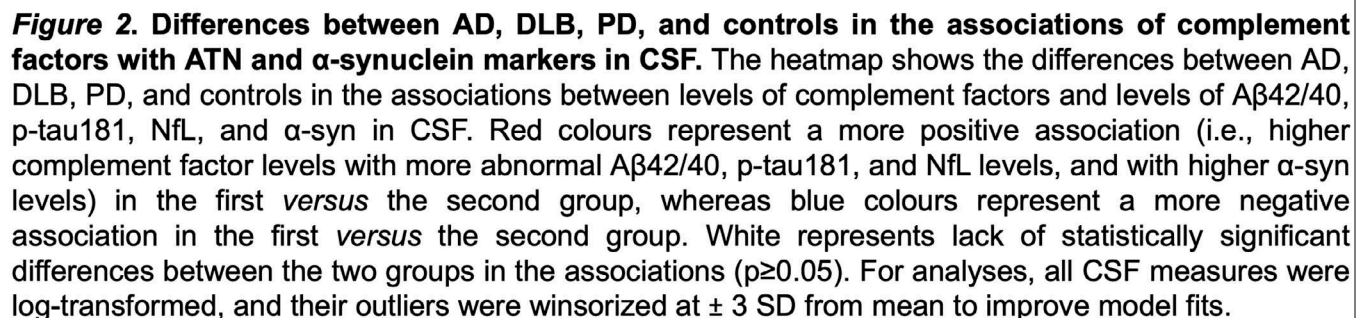 Figure 2. Differences between AD, DLB, PD, and controls in the associations of complement
factors with ATN and α-synuclein markers in CSF. The heatmap shows the differences between AD,
DLB, PD, and controls in the associations between levels of complement factors and levels of Aβ42/40,
p-tau181, NfL, and α-syn in CSF. Red colours represent a more positive association (i.e., higher
complement factor levels with more abnormal Aβ42/40, p-tau181, and NfL levels, and with higher α-syn
levels) in the first versus the second group, whereas blue colours represent a more negative
association in the first versus the second group. White represents lack of statistically significant
differences between the two groups in the associations (p≥0.05). For analyses, all CSF measures were
log-transformed, and their outliers were winsorized at ± 3 SD from mean to improve model fits.